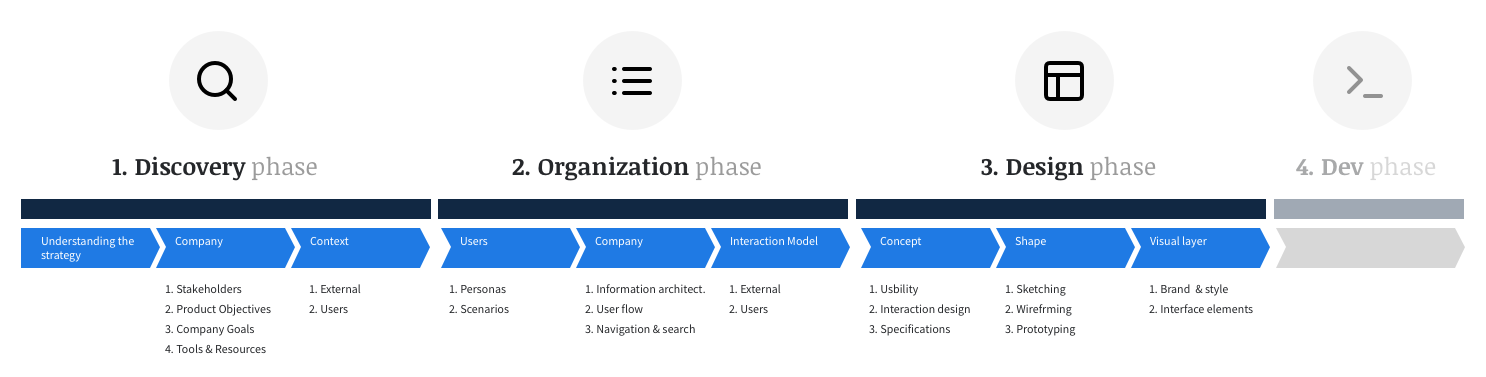 1. Discovery phase
2. Organization phase
3. Design phase
4. Dev phase
Understanding the
strategy
Company
Context
Users
Company
Interaction Model
Concept
Shape
Visual layer
1. Stakeholders
2. Product Objectives
3. Company Goals
4. Tools & Resources
1. External
2. Users
1. Personas
2. Scenarios
1. Information architect.
2. User flow
3. Navigation & search
1. External
2. Users
1. Usbility
2. Interaction design
3. Specifications
1. Sketching
2. Wirefrming
3. Prototyping
1. Brand & style
2. Interface elements